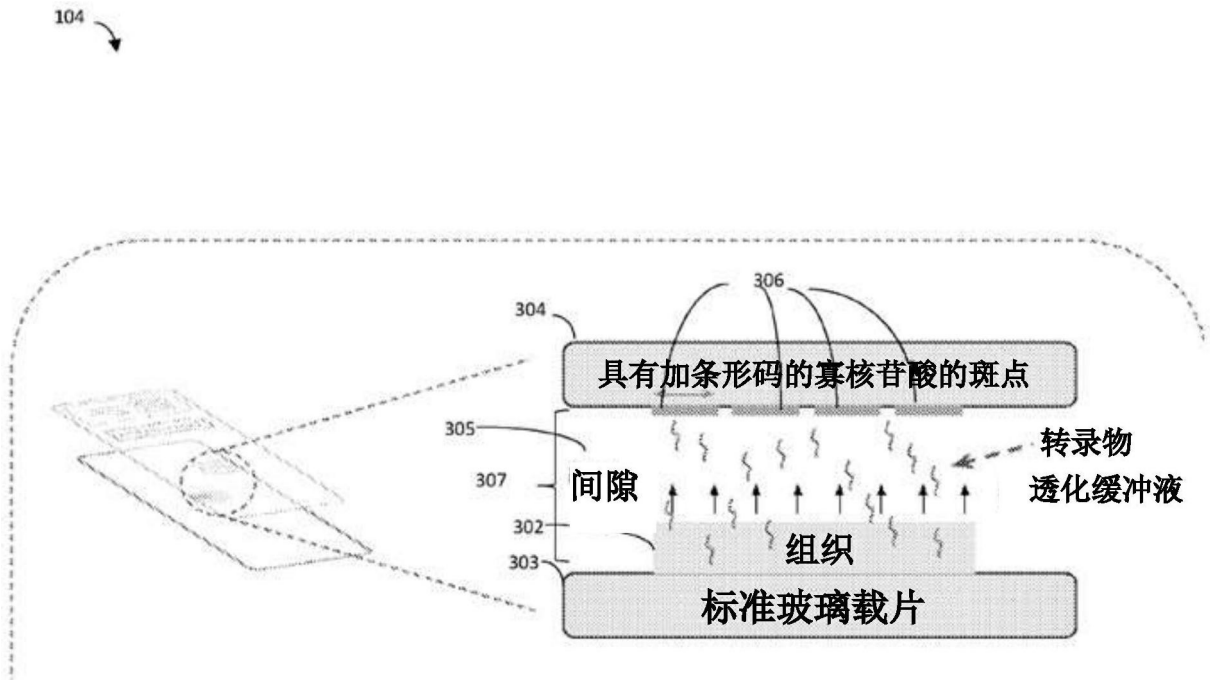 104
306
304
具有加条形码的寡核苷酸的斑点
305
转录物
307
间隙
透化缓冲液
302
组织
303
标准玻璃载片